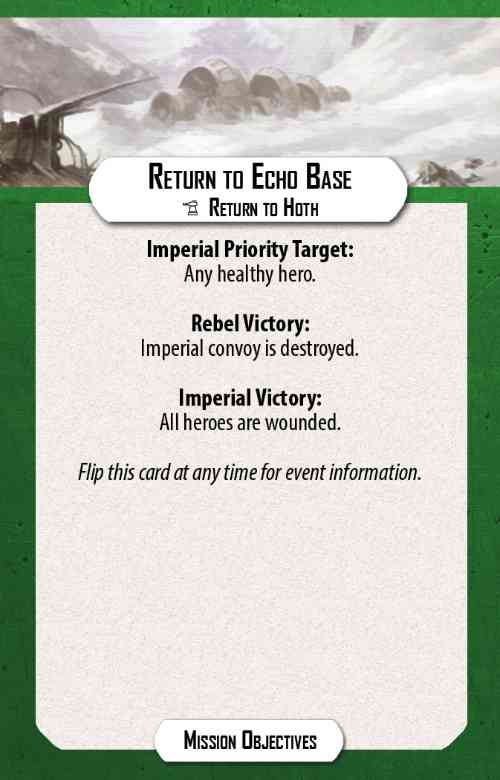 Return to Echo Base
Return to Hoth
Imperial Priority Target:
Any healthy hero.
Rebel Victory:
Imperial convoy is destroyed.
Imperial Victory:
All heroes are wounded.
Flip this card at any time for event information.
Mission Objectives